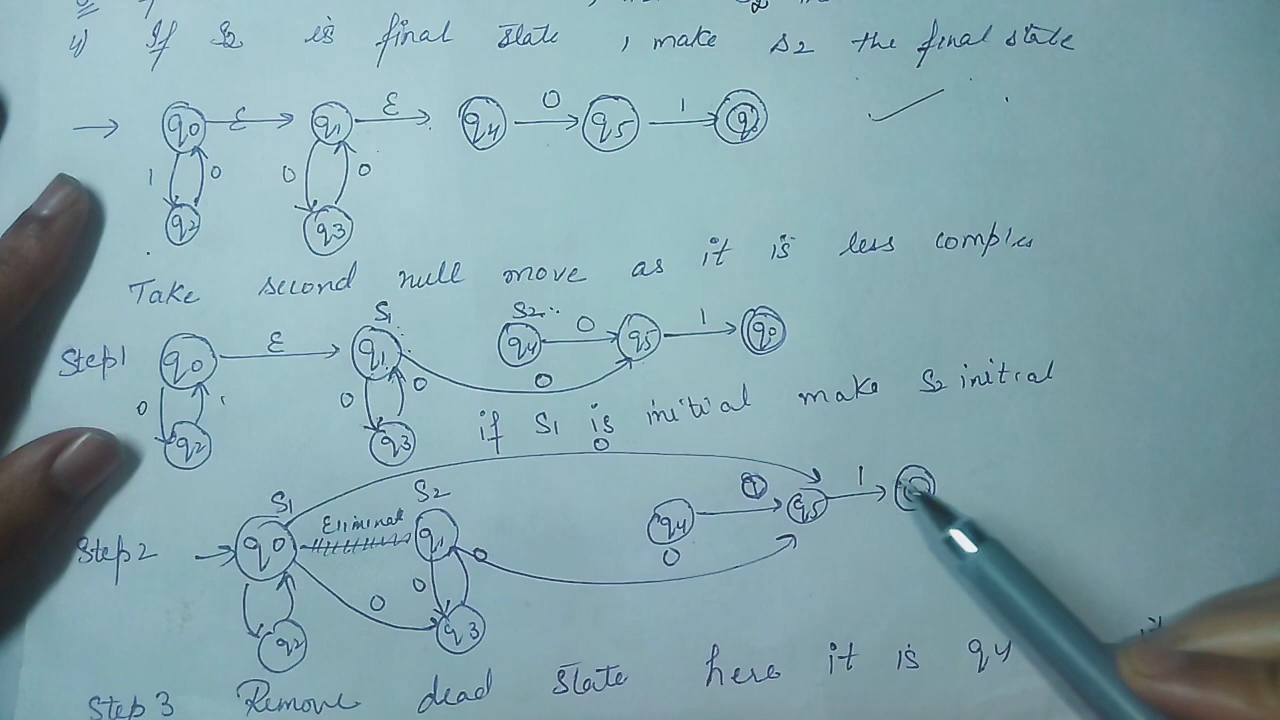 4) If S2 is final state , make s2 the final state
q0 ε q1 ε q4 0 q5 1
1 0 0 0
q2 q3
Take second null move as it is less complex
S1 S2
Step1 q0 ε q1 q4 0 q5 1 q0
0 0 0 0
q2 q3 if S1 is initial make S2 initial
0
S1 S2 1
Step2 q0 Eliminat q1 q4 q5
0 0 0 0
q2 q3
Step 3 Remove dead state here it is q4